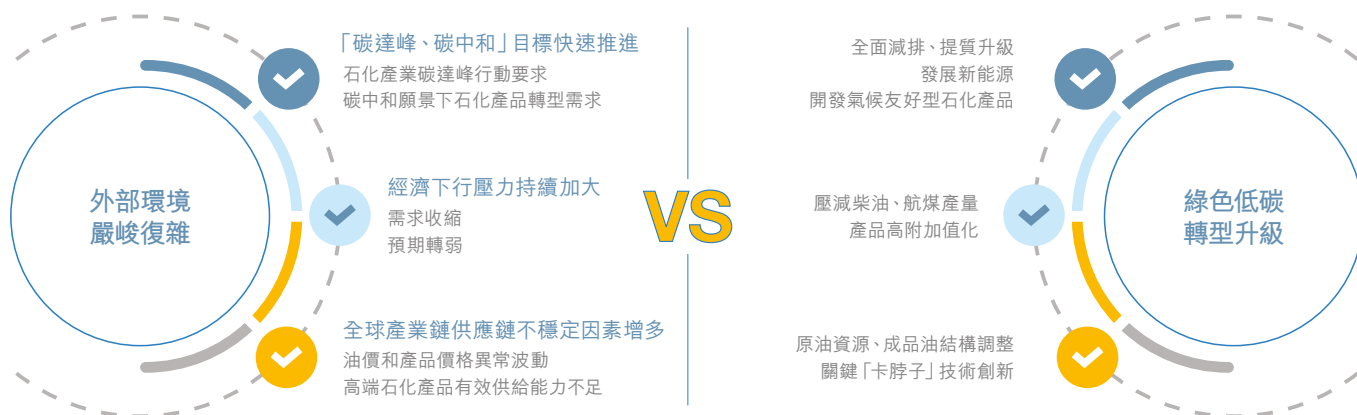 外部環境
嚴峻復雜
「碳達峰、碳中和」目標快速推進
石化產業碳達峰行動要求
碳中和願景下石化產品轉型需求
經濟下行壓力持續加大
需求收縮
預期轉弱
全球產業鏈供應鏈不穩定因素增多
油價和產品價格異常波動
高端石化產品有效供給能力不足
VS
全面減排、提質升級
發展新能源
開發氣候友好型石化產品
壓減柴油、航煤產量
產品高附加值化
原油資源、成品油結構調整
關鍵「卡脖子」技術創新
綠色低碳
轉型升級